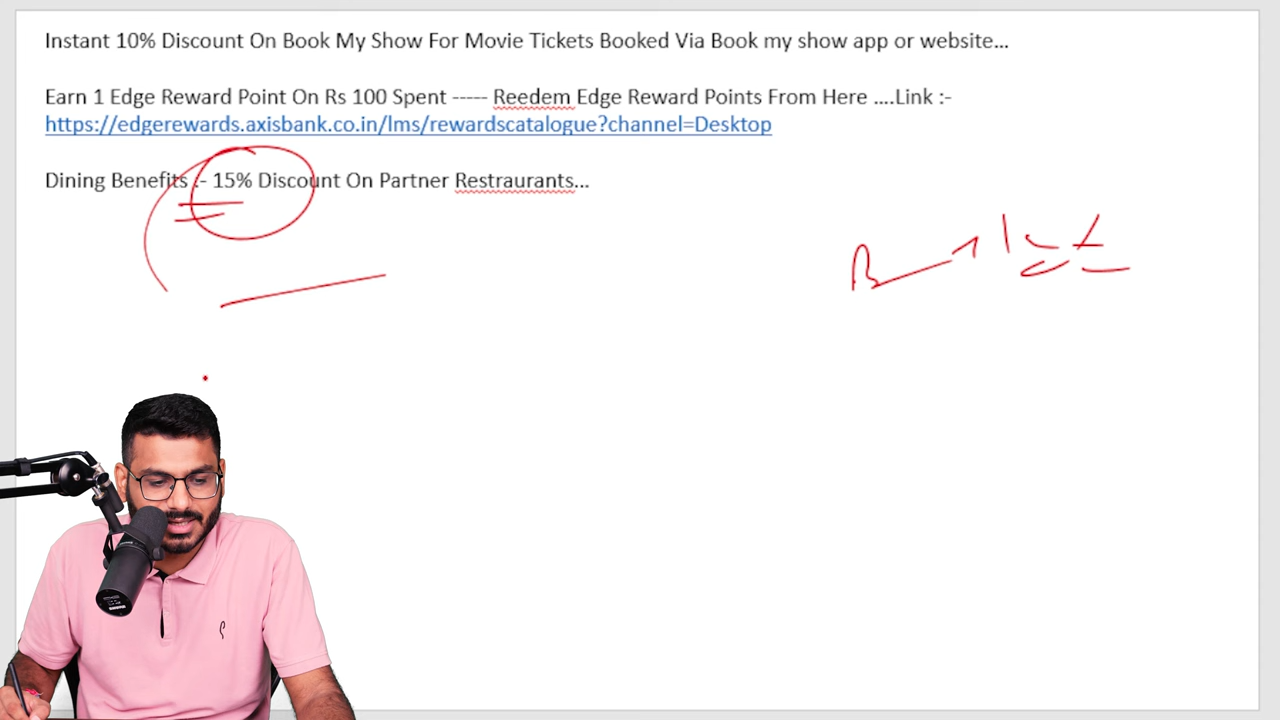 Instant 10% Discount On Book My Show For Movie Tickets Booked Via Book my show app or website...
Earn 1 Edge Reward Point On Rs 100 Spent ----- Reedem Edge Reward Points From Here ....Link :-
https://edgerewards.axisbank.co.in/lms/rewardscatalogue?channel=Desktop
Dining Benefits :- 15% Discount On Partner Restraurants...